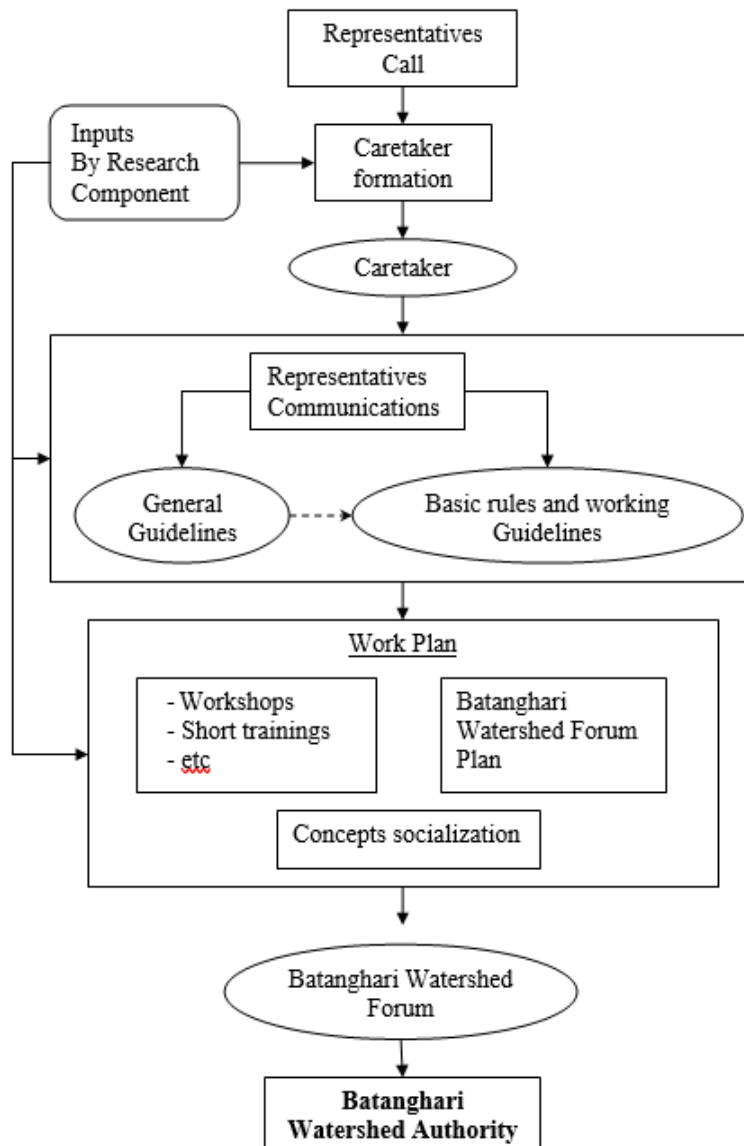 Representatives
Call
Inputs
By Research
Component
Caretaker
formation
Caretaker
Representatives
Communications
General
Guidelines
Basic rules and working
Guidelines
Work Plan
- Workshops
- Short trainings
- etc
Batanghari
Watershed Forum
Plan
Concepts socialization
Batanghari Watershed
Forum
Batanghari
Watershed Authority